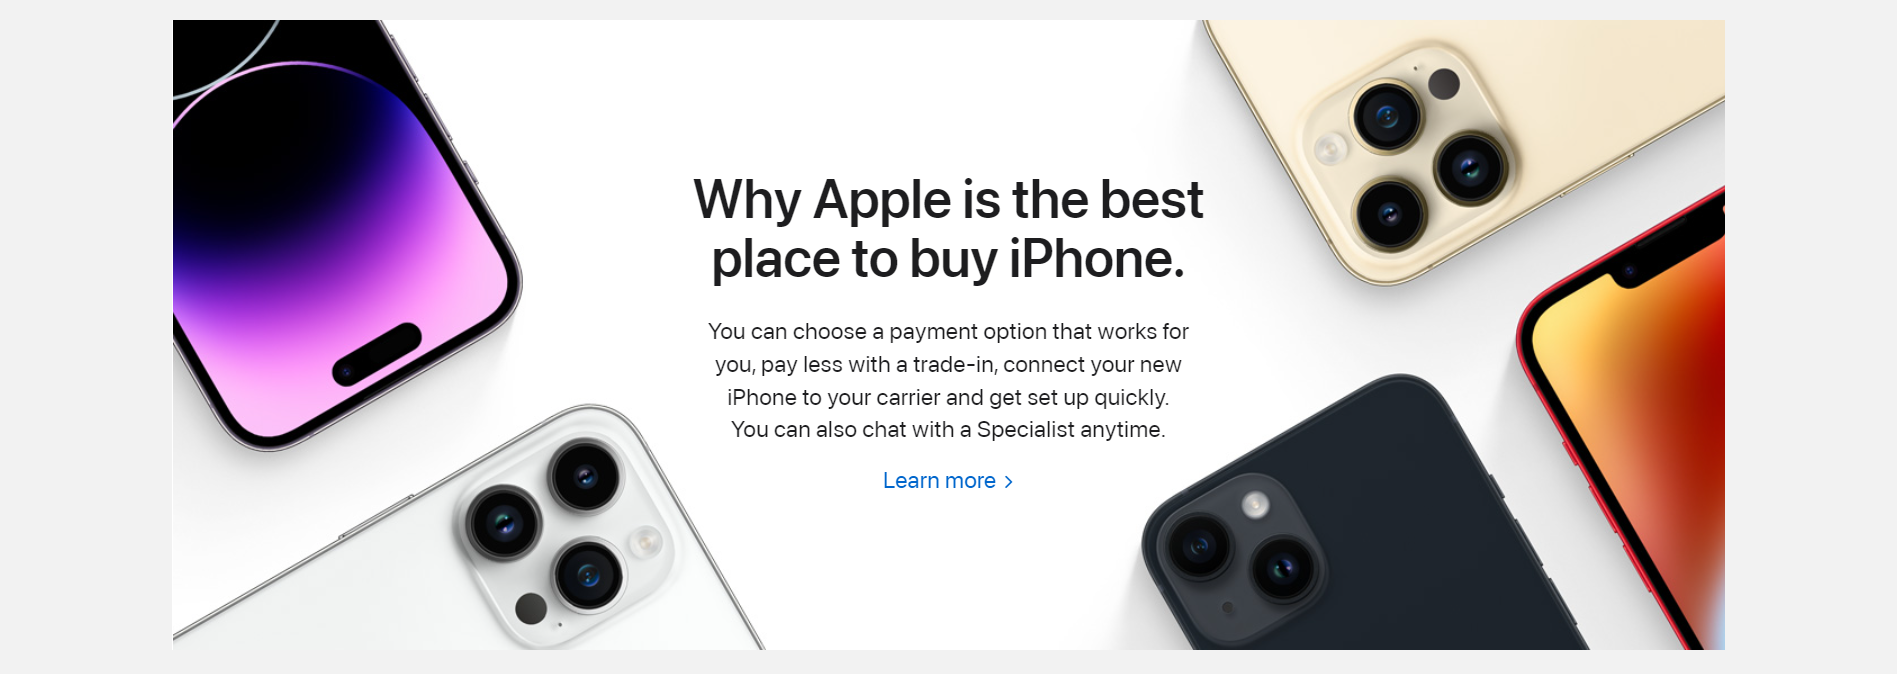 Why Apple is the best
place to buy iPhone.
You can choose a payment option that works for
you, pay less with a trade-in, connect your new
iPhone to your carrier and get set up quickly.
You can also chat with a Specialist anytime.
Learn more >